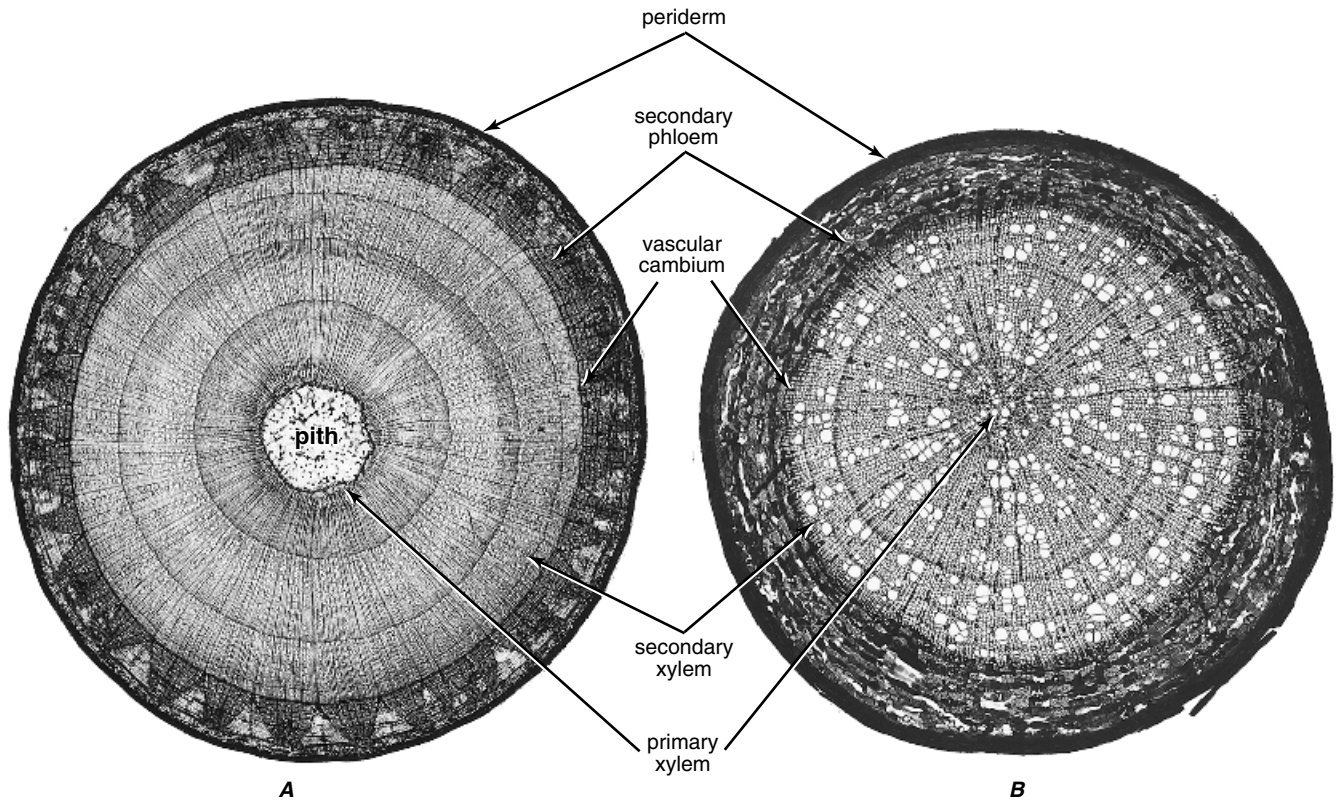 periderm
secondary
phloem
vascular
cambium
pith
secondary
xylem
primary
xylem
A
B